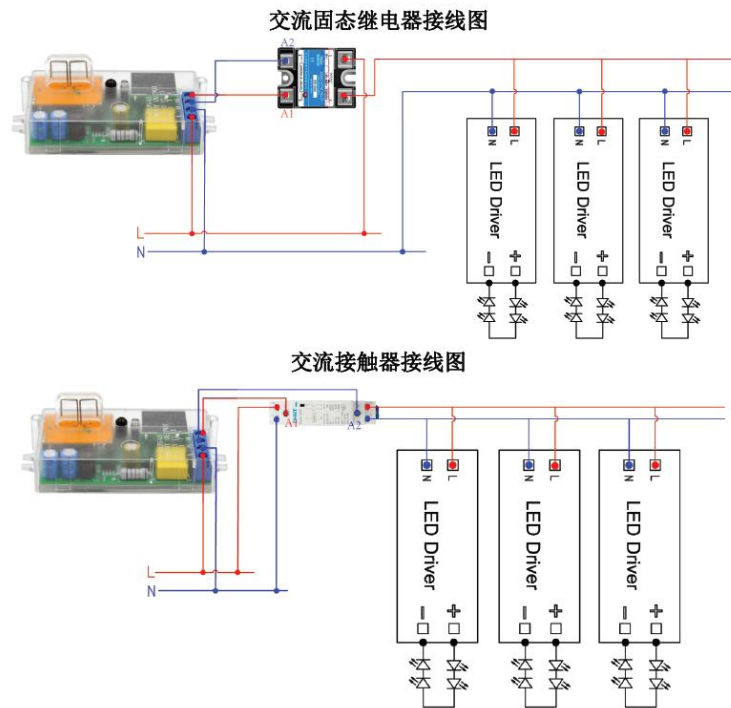 交流固态继电器接线图
A2
A1
N L N L N L
LED Driver LED Driver LED Driver
- + - + - +
L
N
交流接触器接线图
A1 A2
N L N L N L
LED Driver LED Driver LED Driver
- + - + - +
L
N